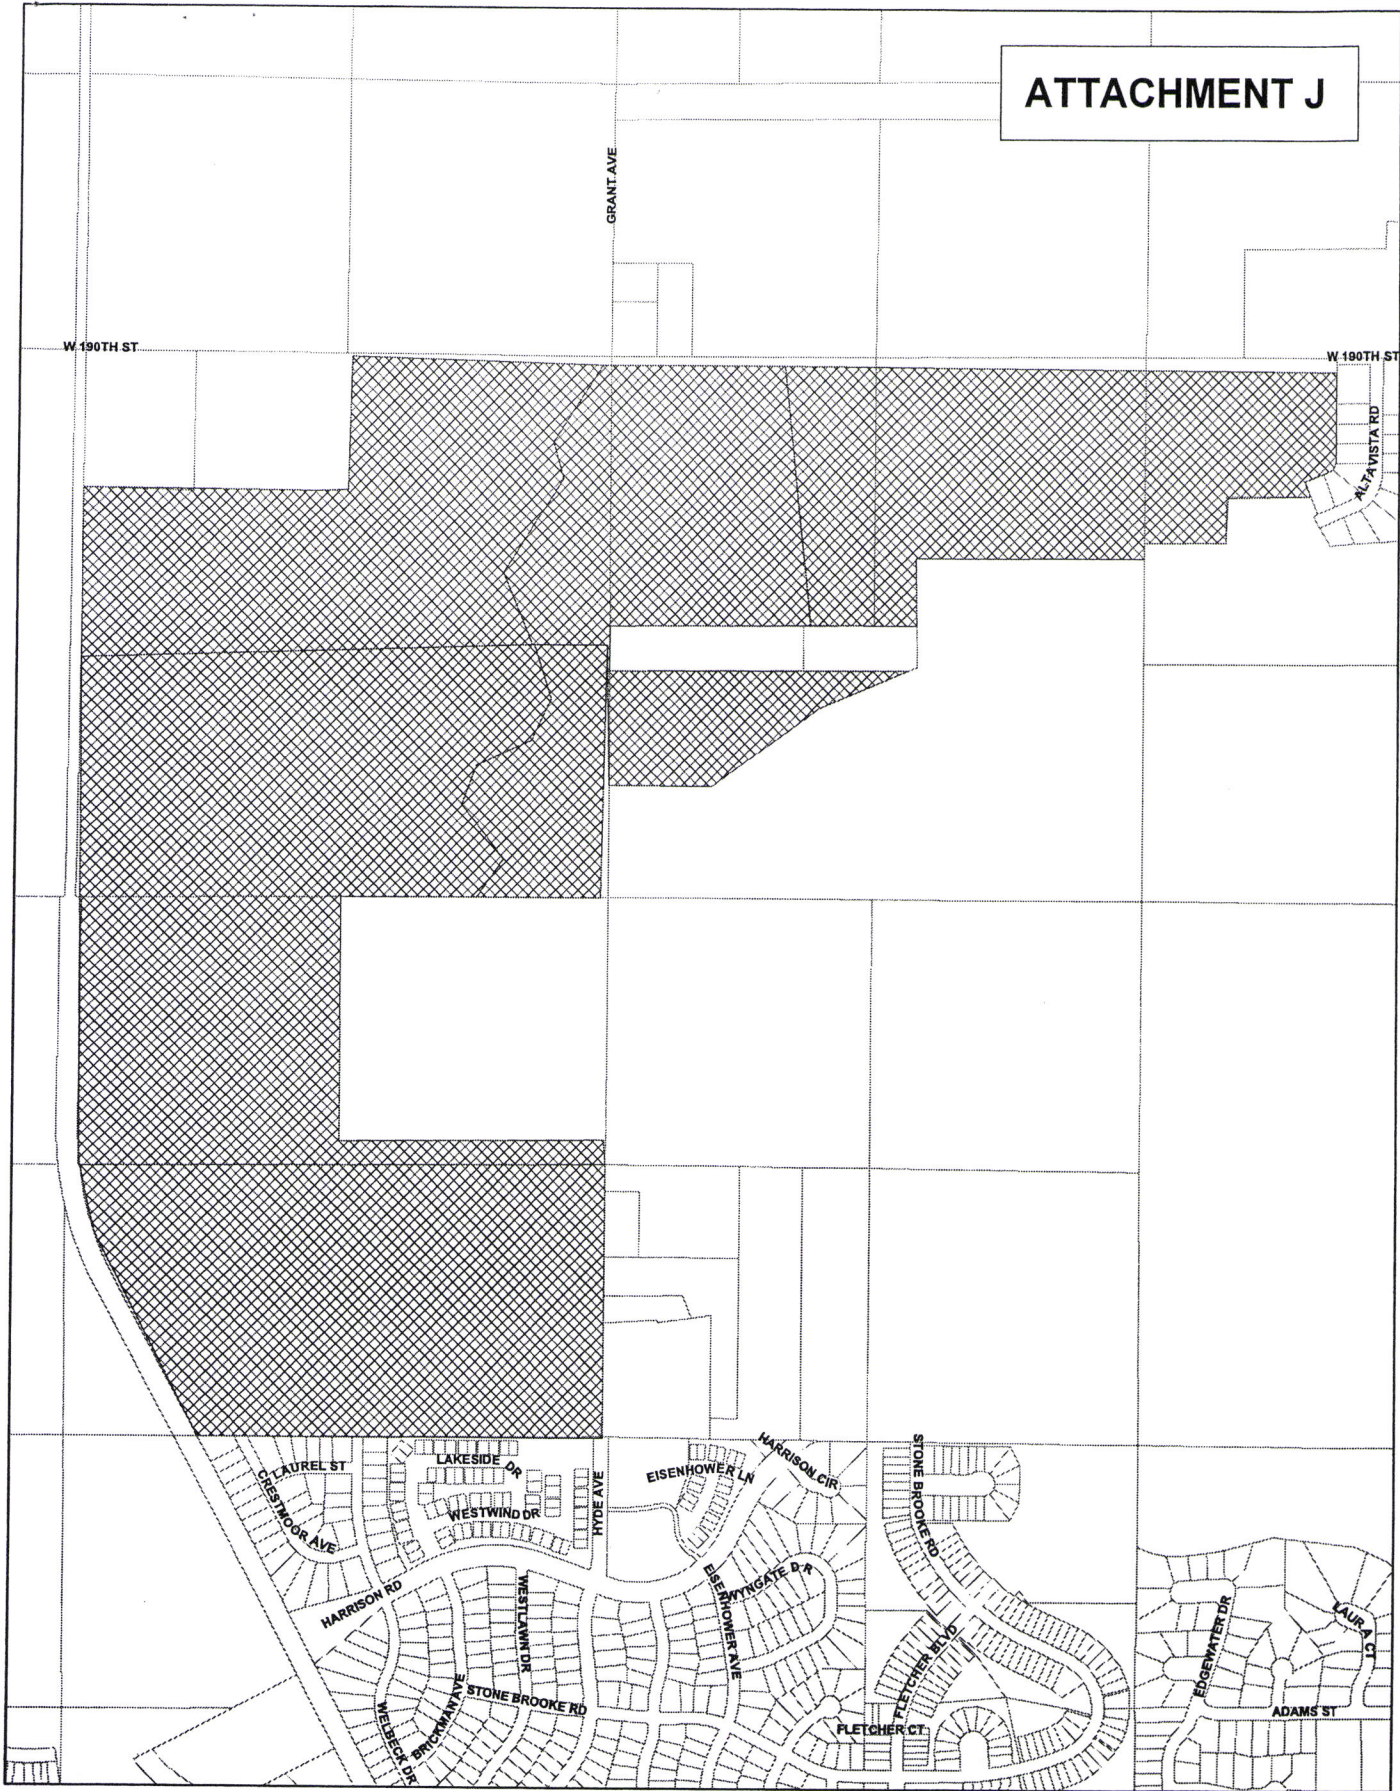 ATTACHMENT J
GRANT AVE
W 190TH ST
W 190TH ST
ALTA VISTA RD
LAUREL ST
CRESTMOOR AVE
LAKESIDE DR
WESTWIND DR
HYDE AVE
EISENHOWER LN
HARRISON CIR
STONE BROOKE RD
HARRISON RD
WESTLAWN DR
EISENHOWER AVE
WYNGATE DR
FLETCHER BLVD
EDGEWATER DR
LAURA CT
WELBECK DR
BRICKMAN AVE
STONE BROOKE RD
FLETCHER CT
ADAMS ST